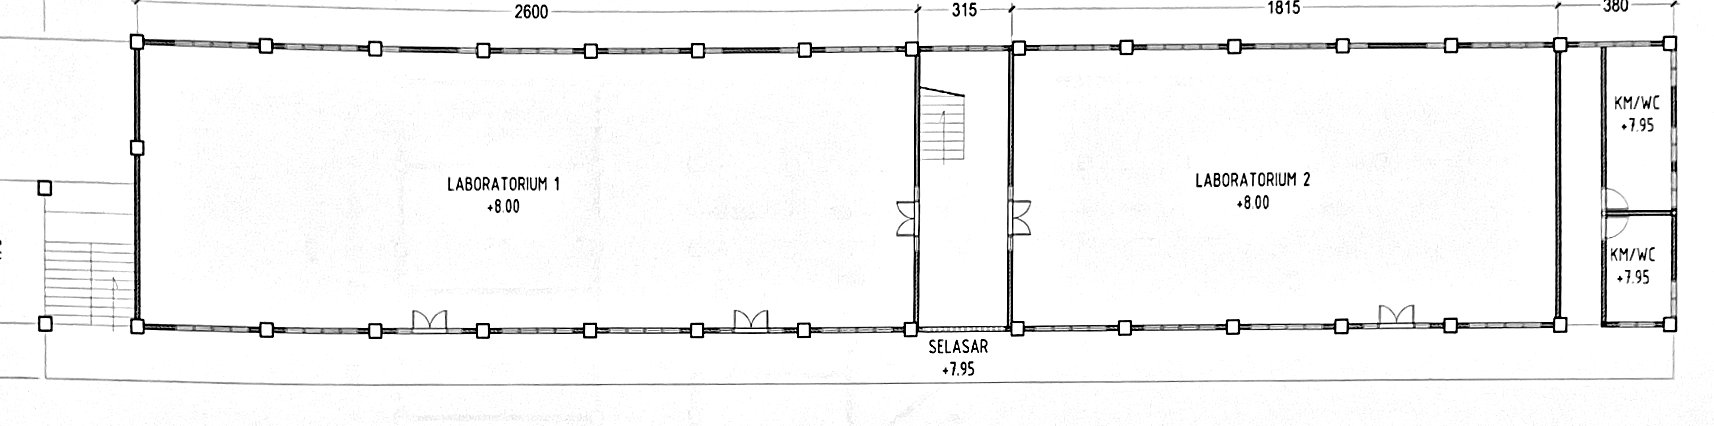 2600
315
1815
380
LABORATORIUM 1
+8.00
LABORATORIUM 2
+8.00
KM/WC
+7.95
KM/WC
+7.95
SELASAR
+7.95